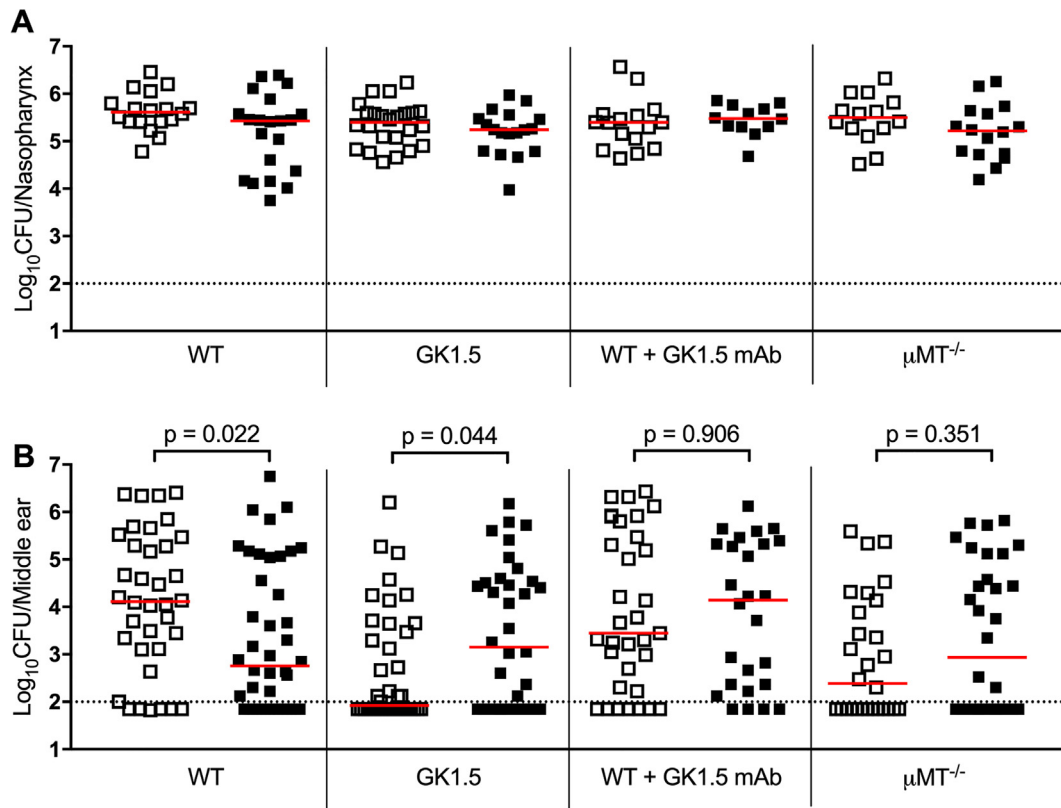 A
Log₁₀CFU/Nasopharynx
7
6
5
4
3
2
1
WT GK1.5 WT + GK1.5 mAb μMT⁻/⁻
B
p = 0.022 p = 0.044 p = 0.906 p = 0.351
Log₁₀CFU/Middle ear
7
6
5
4
3
2
1
WT GK1.5 WT + GK1.5 mAb μMT⁻/⁻